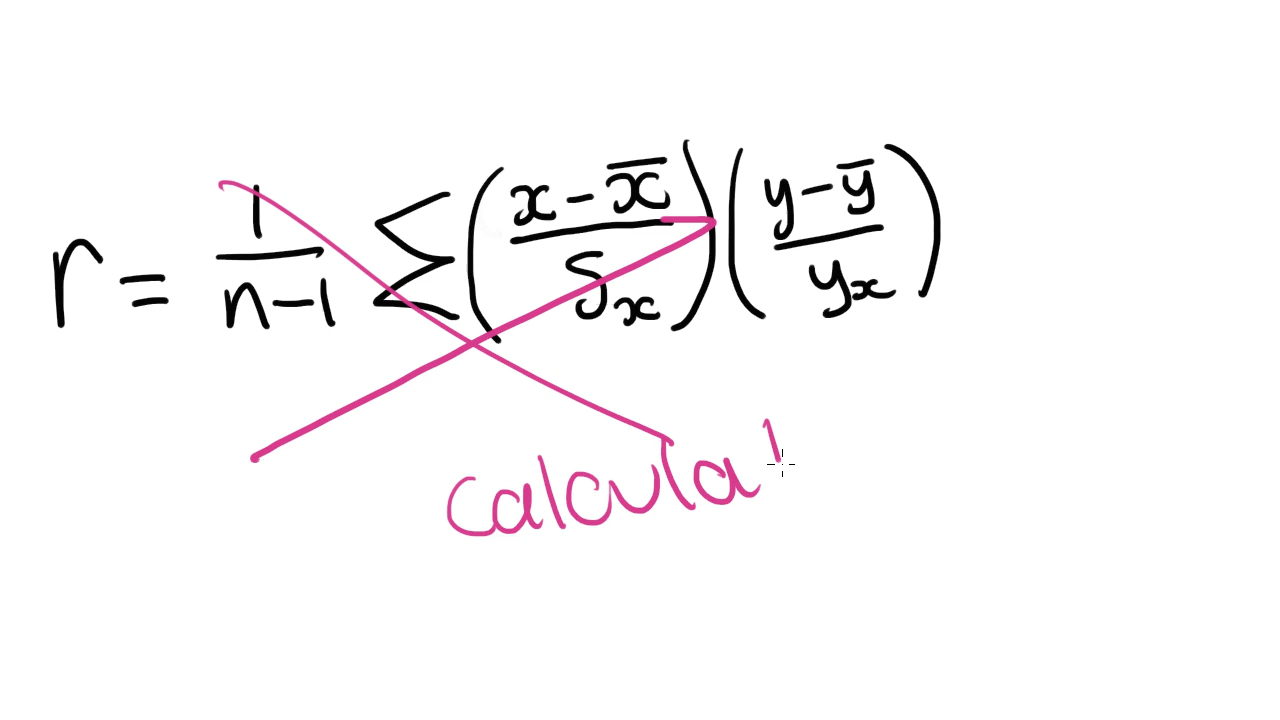 r = 1/(n-1) Σ ((x - x̄)/Sₓ) ((y - ȳ)/yₓ)
calcula